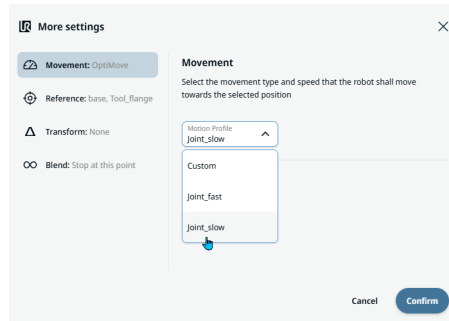 UR More settings
Movement: OptiMove
Reference: base, Tool_flange
Transform: None
Blend: Stop at this point
Movement
Select the movement type and speed that the robot shall move
towards the selected position
Motion Profile
Joint_slow
Custom
Joint_fast
Joint_slow
Cancel
Confirm